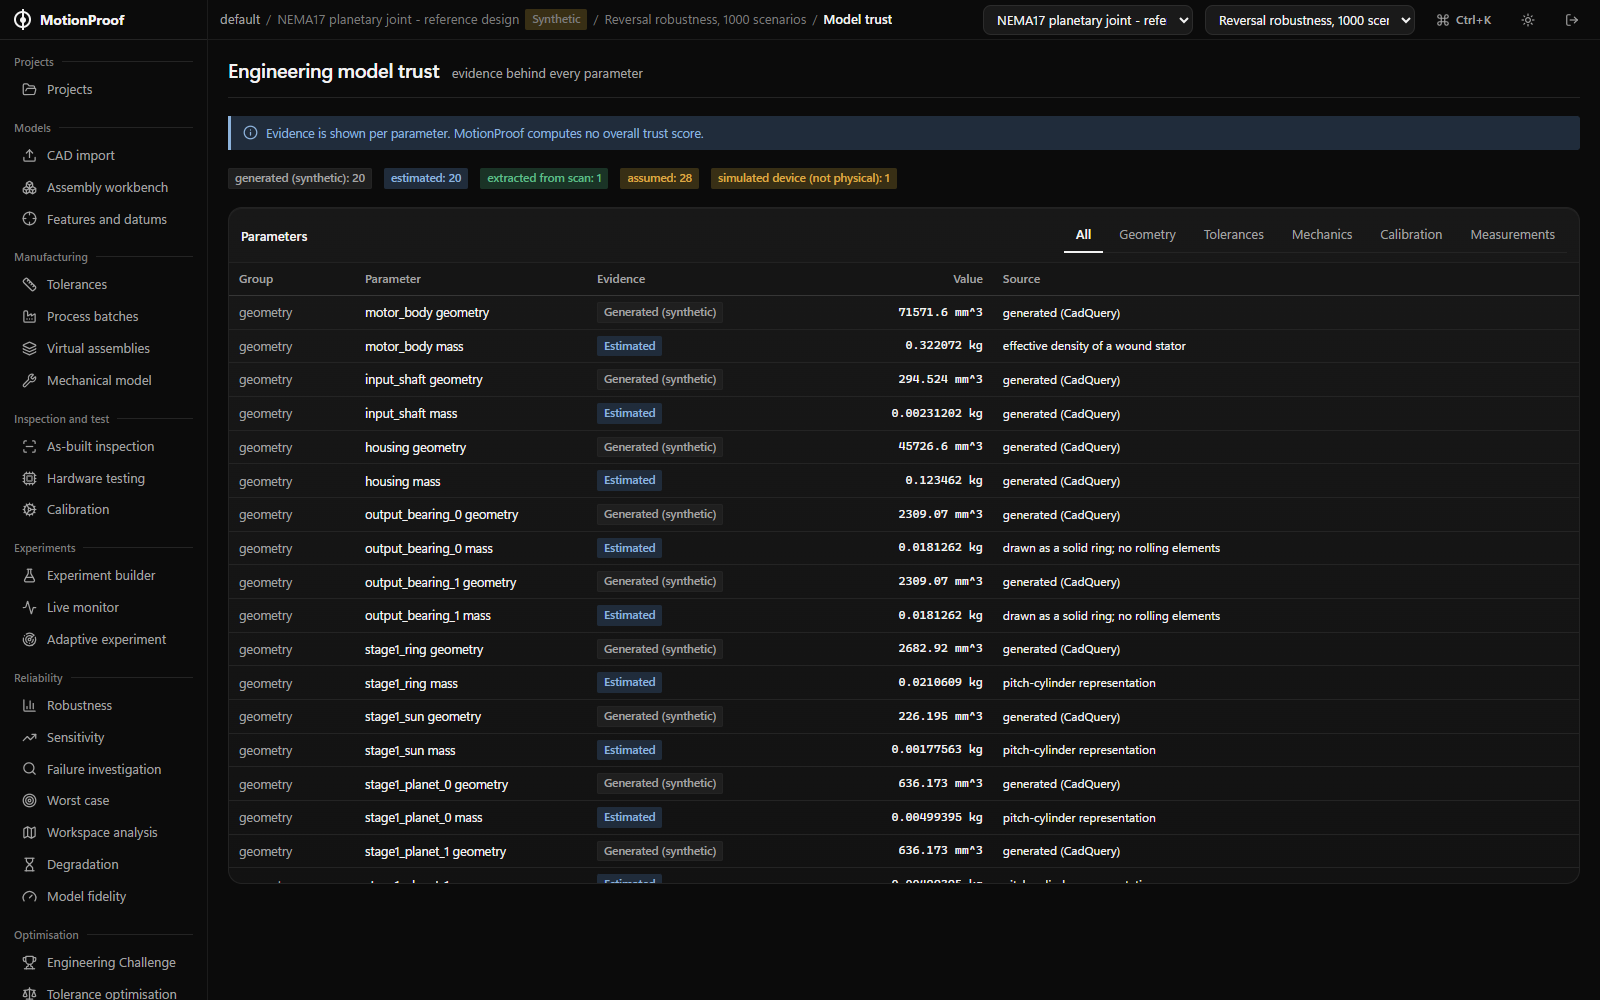 MotionProof
default / NEMA17 planetary joint - reference design Synthetic / Reversal robustness, 1000 scenarios / Model trust
NEMA17 planetary joint - refe
Reversal robustness, 1000 scer
Ctrl+K
Projects
Projects
Models
CAD import
Assembly workbench
Features and datums
Manufacturing
Tolerances
Process batches
Virtual assemblies
Mechanical model
Inspection and test
As-built inspection
Hardware testing
Calibration
Experiments
Experiment builder
Live monitor
Adaptive experiment
Reliability
Robustness
Sensitivity
Failure investigation
Worst case
Workspace analysis
Degradation
Model fidelity
Optimisation
Engineering Challenge
Tolerance optimisation
Engineering model trust evidence behind every parameter
Evidence is shown per parameter. MotionProof computes no overall trust score.
generated (synthetic): 20 estimated: 20 extracted from scan: 1 assumed: 28 simulated device (not physical): 1
Parameters
All Geometry Tolerances Mechanics Calibration Measurements
Group Parameter Evidence Value Source
geometry motor_body geometry Generated (synthetic) 71571.6 mm^3 generated (CadQuery)
geometry motor_body mass Estimated 0.322072 kg effective density of a wound stator
geometry input_shaft geometry Generated (synthetic) 294.524 mm^3 generated (CadQuery)
geometry input_shaft mass Estimated 0.00231202 kg generated (CadQuery)
geometry housing geometry Generated (synthetic) 45726.6 mm^3 generated (CadQuery)
geometry housing mass Estimated 0.123462 kg generated (CadQuery)
geometry output_bearing_0 geometry Generated (synthetic) 2309.07 mm^3 generated (CadQuery)
geometry output_bearing_0 mass Estimated 0.0181262 kg drawn as a solid ring; no rolling elements
geometry output_bearing_1 geometry Generated (synthetic) 2309.07 mm^3 generated (CadQuery)
geometry output_bearing_1 mass Estimated 0.0181262 kg drawn as a solid ring; no rolling elements
geometry stage1_ring geometry Generated (synthetic) 2682.92 mm^3 generated (CadQuery)
geometry stage1_ring mass Estimated 0.0210609 kg pitch-cylinder representation
geometry stage1_sun geometry Generated (synthetic) 226.195 mm^3 generated (CadQuery)
geometry stage1_sun mass Estimated 0.00177563 kg pitch-cylinder representation
geometry stage1_planet_0 geometry Generated (synthetic) 636.173 mm^3 generated (CadQuery)
geometry stage1_planet_0 mass Estimated 0.00499395 kg pitch-cylinder representation
geometry stage1_planet_1 geometry Generated (synthetic) 636.173 mm^3 generated (CadQuery)